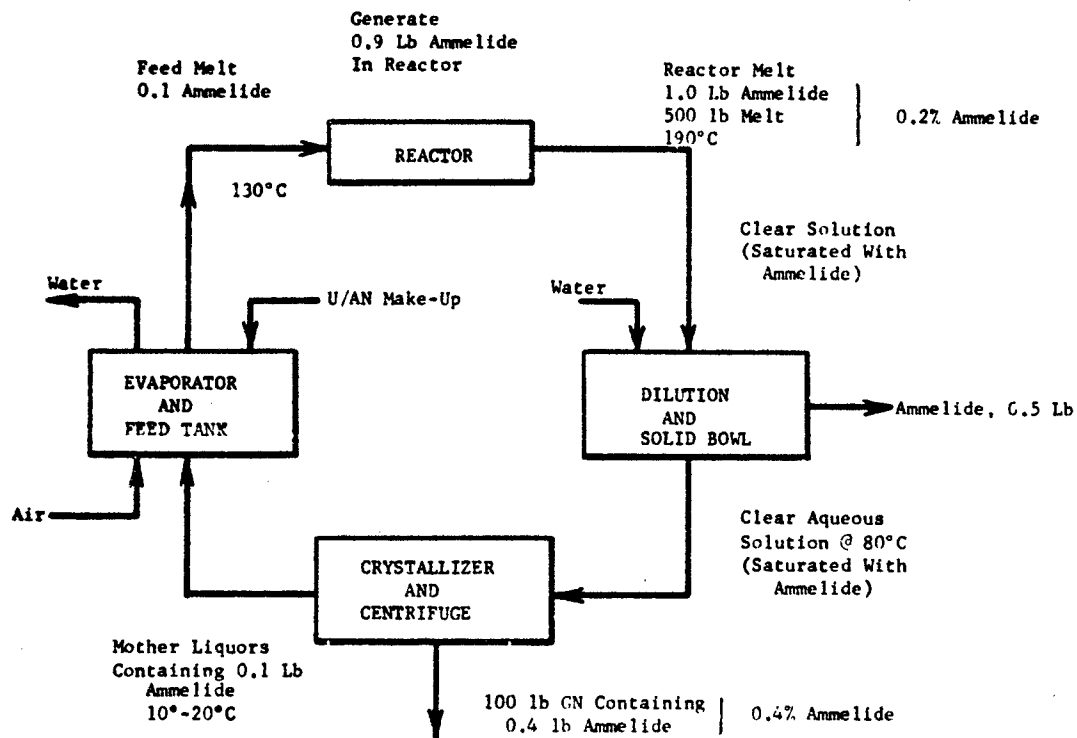 Generate
0.9 Lb Ammelide
In Reactor
Feed Melt
0.1 Ammelide
Reactor Melt
1.0 Lb Ammelide
500 lb Melt
190°C
0.2% Ammelide
REACTOR
130°C
Clear Solution
(Saturated With
Ammelide)
Water
U/AN Make-Up
Water
EVAPORATOR
AND
FEED TANK
DILUTION
AND
SOLID BOWL
Ammelide, 0.5 Lb
Air
Clear Aqueous
Solution @ 80°C
(Saturated With
Ammelide)
CRYSTALLIZER
AND
CENTRIFUGE
Mother Liquors
Containing 0.1 Lb
Ammelide
10°-20°C
100 lb GN Containing
0.4 lb Ammelide
0.4% Ammelide